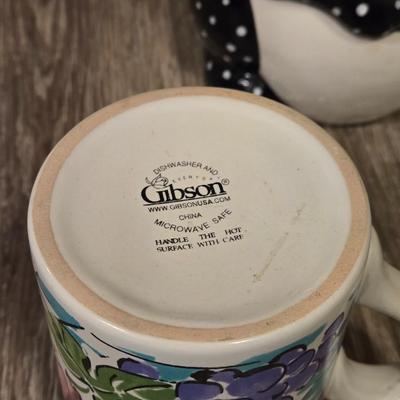 DISHWASHER AND
EVERYDAY
Gibson®
WWW.GIBSONUSA.COM
CHINA
MICROWAVE SAFE
HANDLE THE HOT
SURFACE WITH CARE